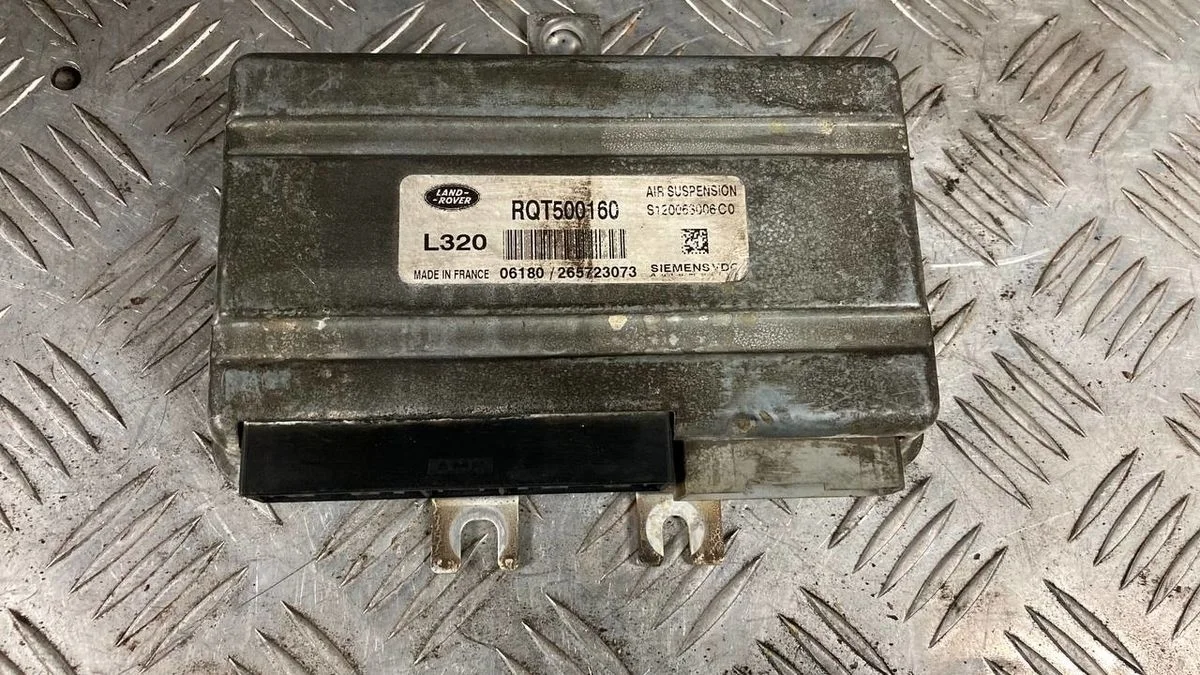 LAND-
ROVER
RQT500160
AIR SUSPENSION
S120063006C0
L320
MADE IN FRANCE
06180 / 265723073
SIEMENS VDO